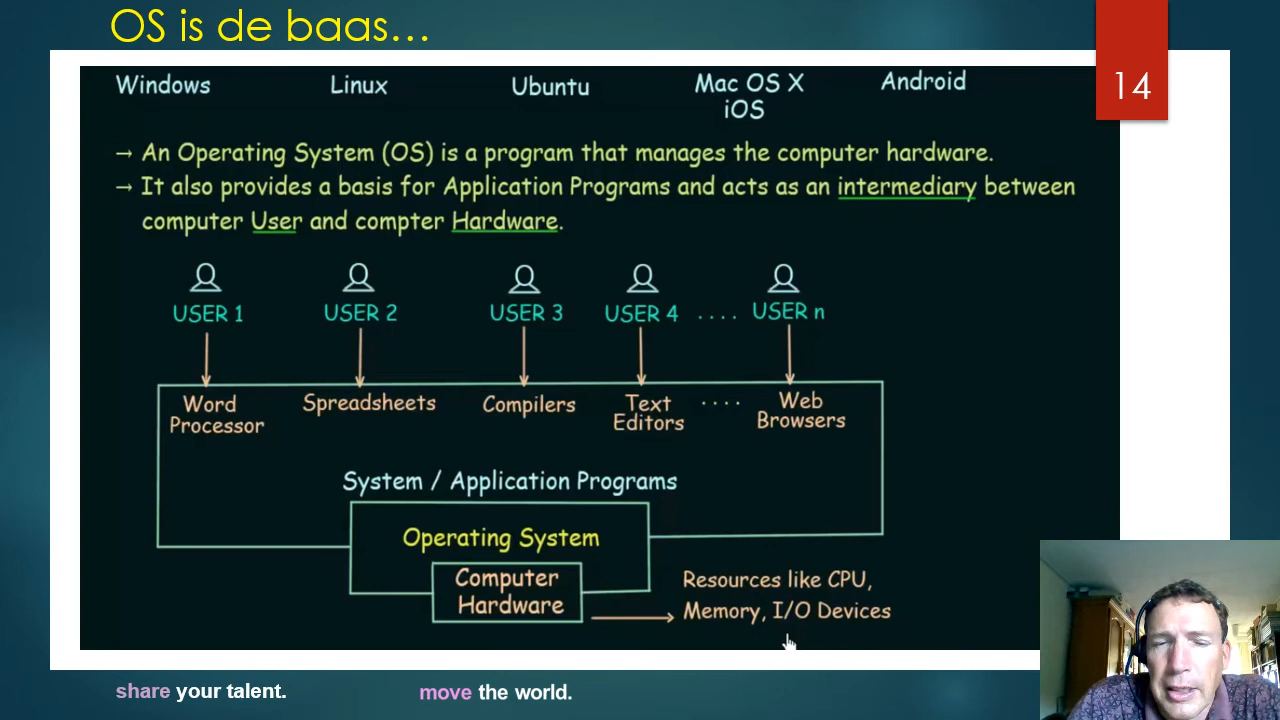 OS is de baas…
14
Windows Linux Ubuntu Mac OS X Android
iOS
→ An Operating System (OS) is a program that manages the computer hardware.
→ It also provides a basis for Application Programs and acts as an intermediary between
computer User and compter Hardware.
USER 1 USER 2 USER 3 USER 4 .... USER n
Word Spreadsheets Compilers Text .... Web
Processor Editors Browsers
System / Application Programs
Operating System
Computer
Hardware
Resources like CPU,
Memory, I/O Devices
share your talent. move the world.